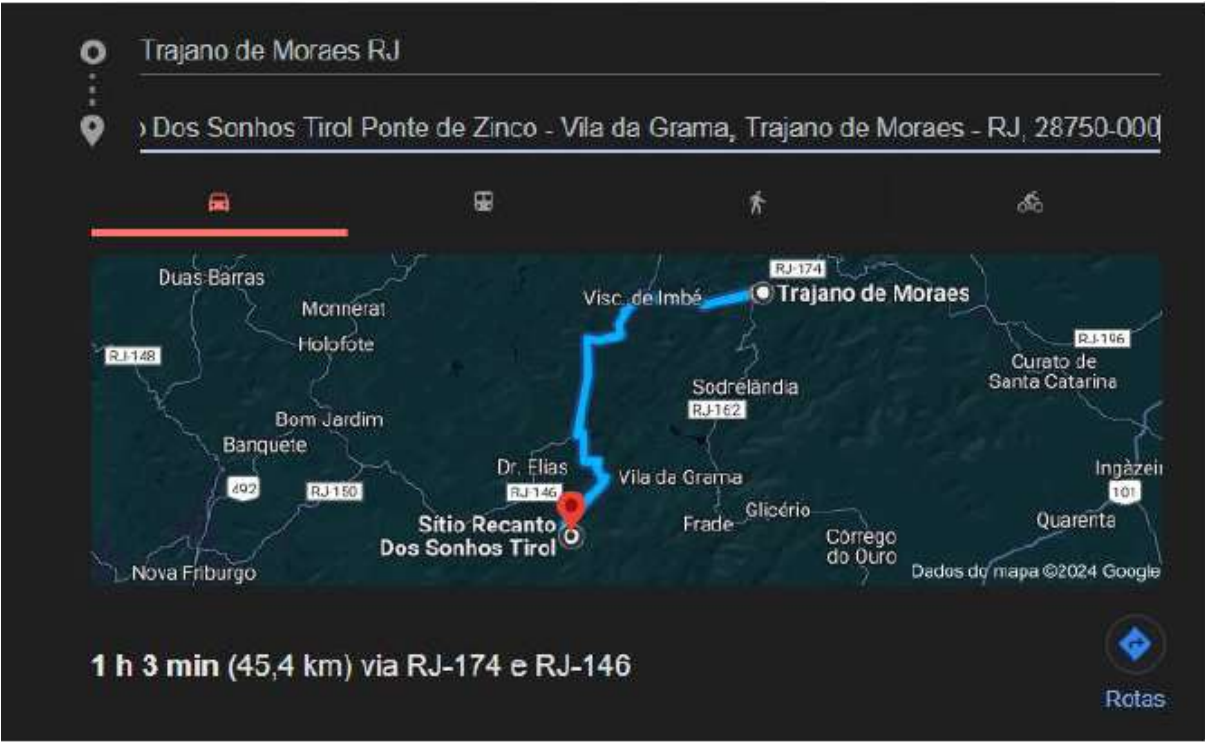 Trajano de Moraes RJ
Dos Sonhos Tirol Ponte de Zinco - Vila da Grama, Trajano de Moraes - RJ, 28750-000
RJ-174
Duas Barras
Visc. de Imbé
Trajano de Moraes
Monnerat
Holofote
RJ-196
RJ-148
Curato de
Santa Catarina
Sodrelândia
RJ-162
Bom Jardim
Banquete
Dr. Elias
Vila da Grama
Ingàzeir
492
RJ-150
RJ-146
101
Glicério
Sítio Recanto
Dos Sonhos Tirol
Frade
Quarenta
Córrego
do Ouro
Nova Friburgo
Dados do mapa ©2024 Google
1 h 3 min (45,4 km) via RJ-174 e RJ-146
Rotas